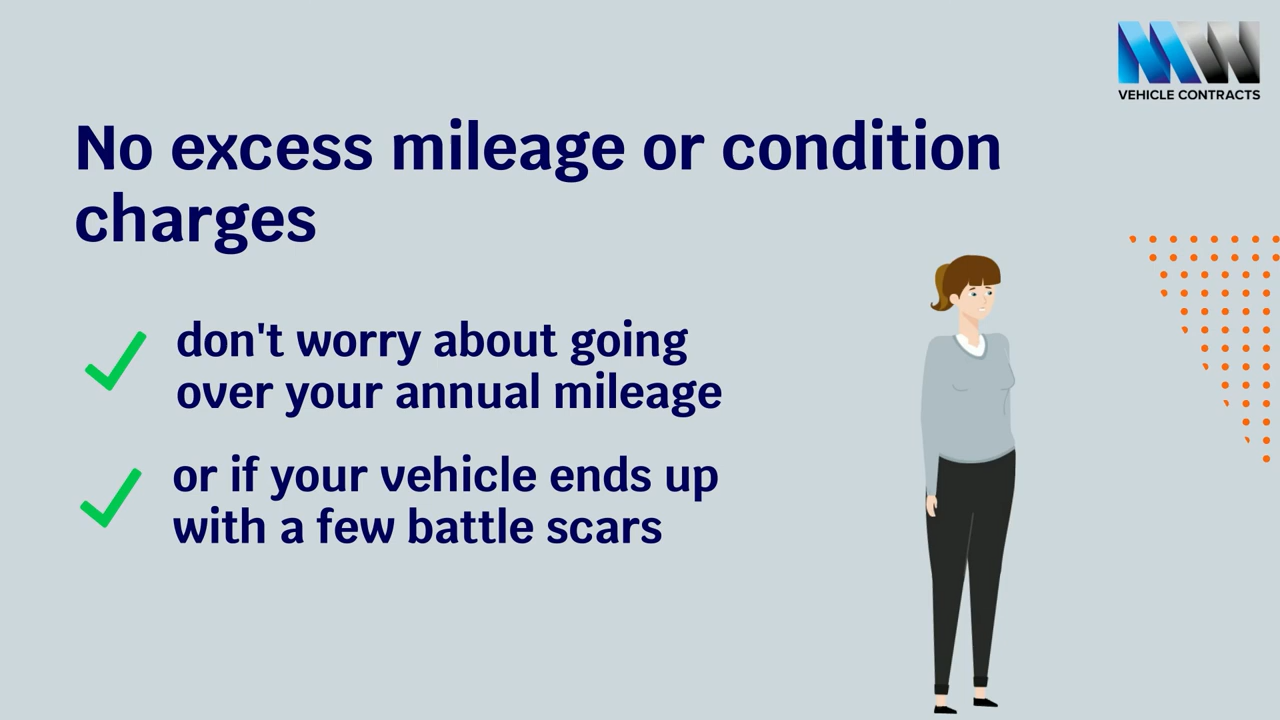 VEHICLE CONTRACTS
No excess mileage or condition
charges
don't worry about going
over your annual mileage
or if your vehicle ends up
with a few battle scars